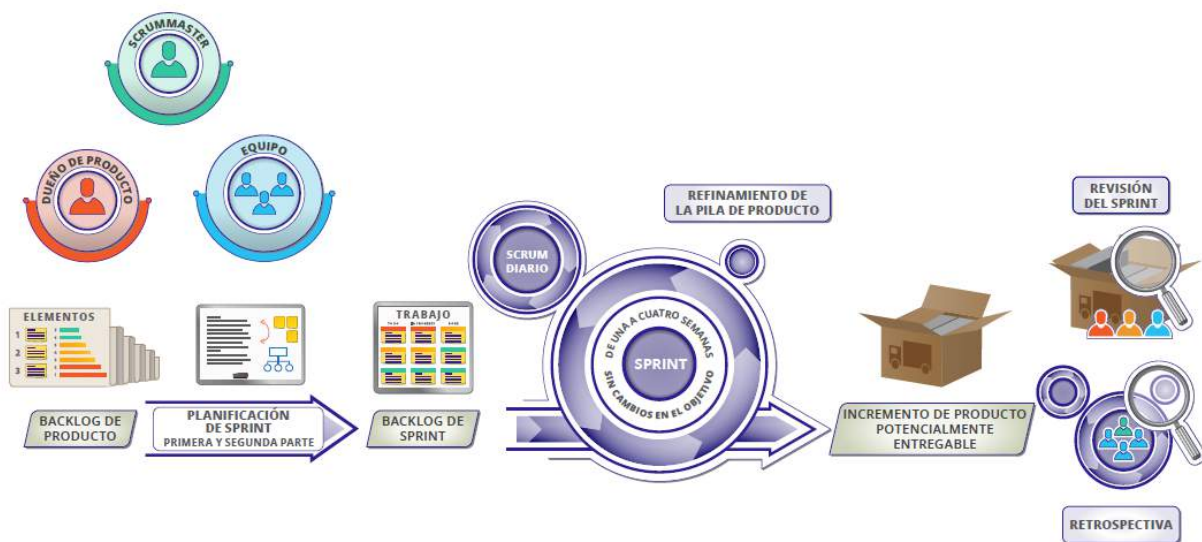 SCRUMMASTER
DUEÑO DE PRODUCTO
EQUIPO
ELEMENTOS
1
2
3
BACKLOG DE
PRODUCTO
PLANIFICACIÓN
DE SPRINT
PRIMERA Y SEGUNDA PARTE
TRABAJO
BACKLOG DE
SPRINT
SCRUM
DIARIO
REFINAMIENTO DE
LA PILA DE PRODUCTO
DE UNA A CUATRO SEMANAS
SPRINT
SIN CAMBIOS EN EL OBJETIVO
INCREMENTO DE PRODUCTO
POTENCIALMENTE
ENTREGABLE
REVISIÓN
DEL SPRINT
RETROSPECTIVA